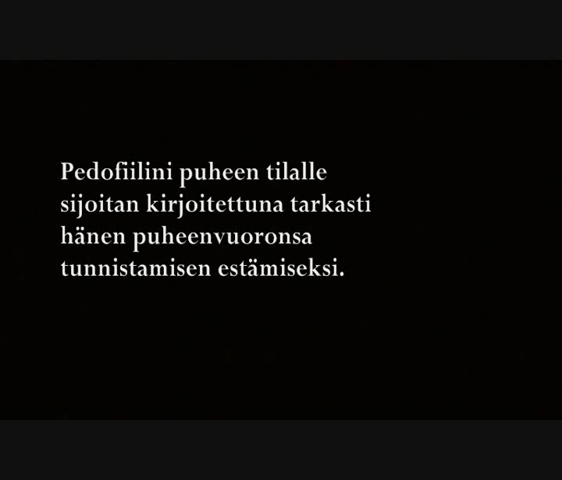 Pedofiilini puheen tilalle
sijoitan kirjoitettuna tarkasti
hänen puheenvuoronsa
tunnistamisen estämiseksi.